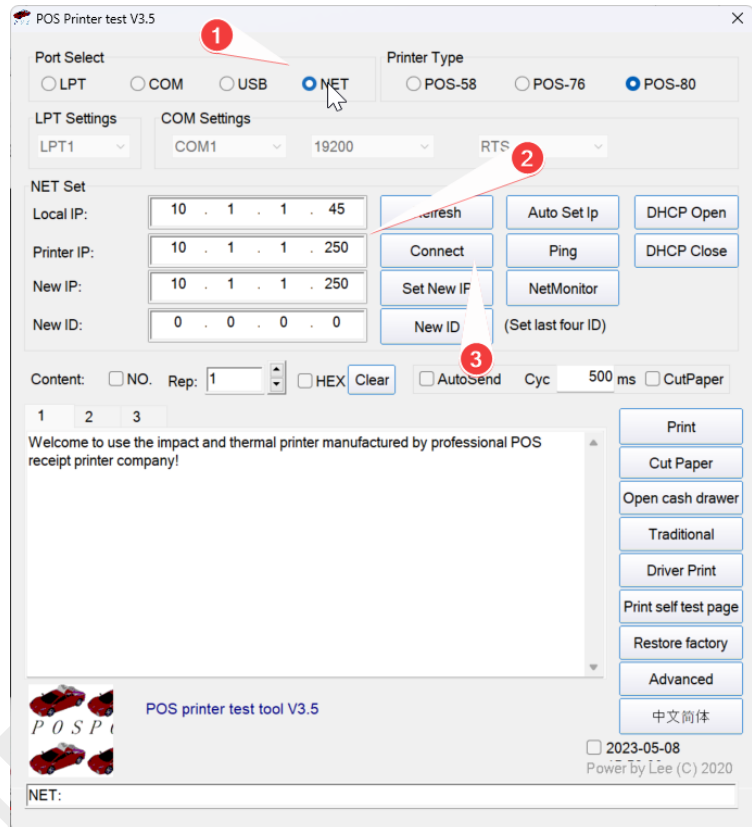 POS Printer test V3.5
1
Port Select
Printer Type
LPT COM USB NET POS-58 POS-76 POS-80
LPT Settings COM Settings
LPT1 COM1 19200 RTS
2
NET Set
Local IP: 10 . 1 . 1 . 45 Refresh Auto Set Ip DHCP Open
Printer IP: 10 . 1 . 1 . 250 Connect Ping DHCP Close
New IP: 10 . 1 . 1 . 250 Set New IP NetMonitor
New ID: 0 . 0 . 0 . 0 New ID (Set last four ID)
3
Content: NO. Rep: 1 HEX Clear AutoSend Cyc 500 ms CutPaper
1 2 3
Welcome to use the impact and thermal printer manufactured by professional POS
receipt printer company!
Print
Cut Paper
Open cash drawer
Traditional
Driver Print
Print self test page
Restore factory
Advanced
中文简体
POS printer test tool V3.5
P O S P
2023-05-08
Power by Lee (C) 2020
NET: